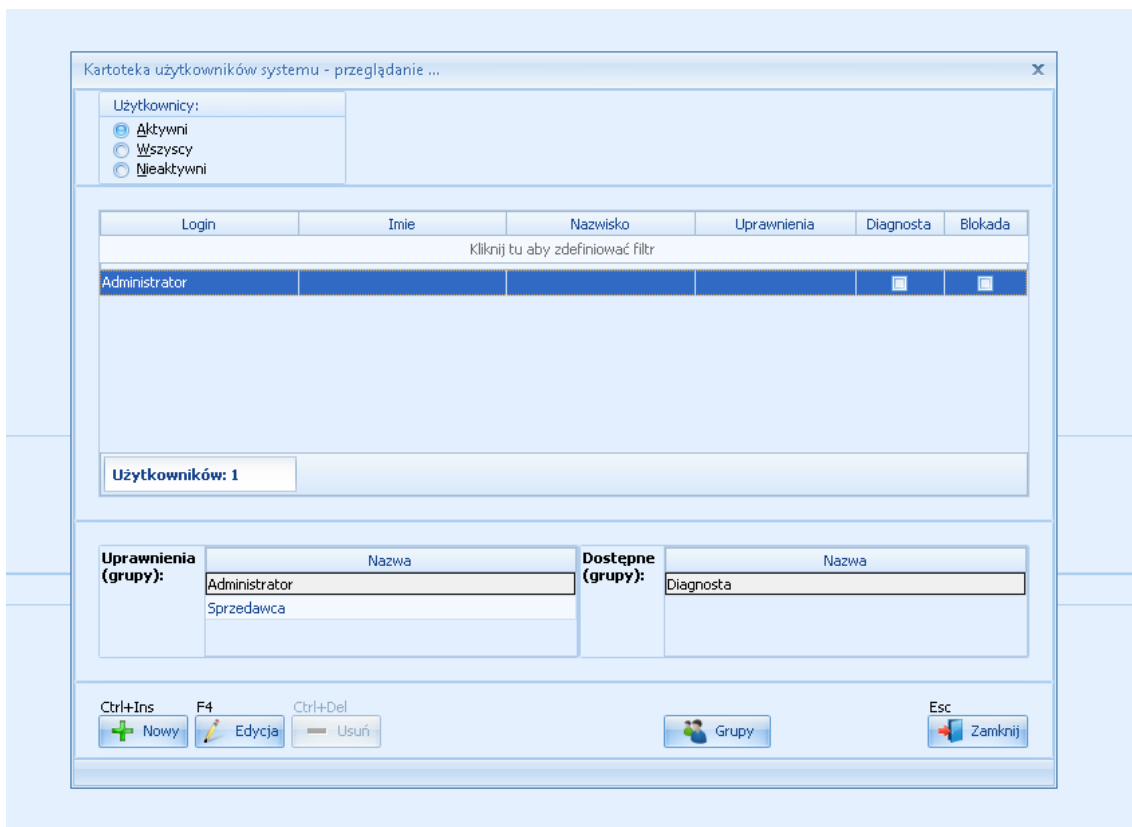 Kartoteka użytkowników systemu - przeglądanie ...
x
Użytkownicy:
Aktywni
Wszyscy
Nieaktywni
Login Imie Nazwisko Uprawnienia Diagnosta Blokada
Kliknij tu aby zdefiniować filtr
Administrator
Użytkowników: 1
Uprawnienia (grupy):
Nazwa
Administrator
Sprzedawca
Dostępne (grupy):
Nazwa
Diagnosta
Ctrl+Ins F4 Ctrl+Del Esc
Nowy Edycja Usuń Grupy Zamknij